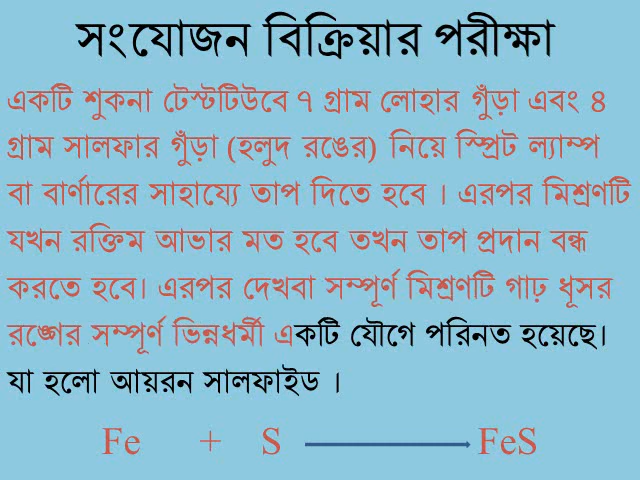 সংযোজন বিক্রিয়ার পরীক্ষা
একটি শুকনা টেস্টটিউবে ৭ গ্রাম লোহার গুঁড়া এবং ৪
গ্রাম সালফার গুঁড়া (হলুদ রঙের) নিয়ে স্প্রিট ল্যাম্প
বা বার্ণারের সাহায্যে তাপ দিতে হবে । এরপর মিশ্রণটি
যখন রক্তিম আভার মত হবে তখন তাপ প্রদান বন্ধ
করতে হবে। এরপর দেখবা সম্পূর্ণ মিশ্রণটি গাঢ় ধূসর
রঙ্গের সম্পূর্ণ ভিন্নধর্মী একটি যৌগে পরিনত হয়েছে।
যা হলো আয়রন সালফাইড ।
Fe + S FeS